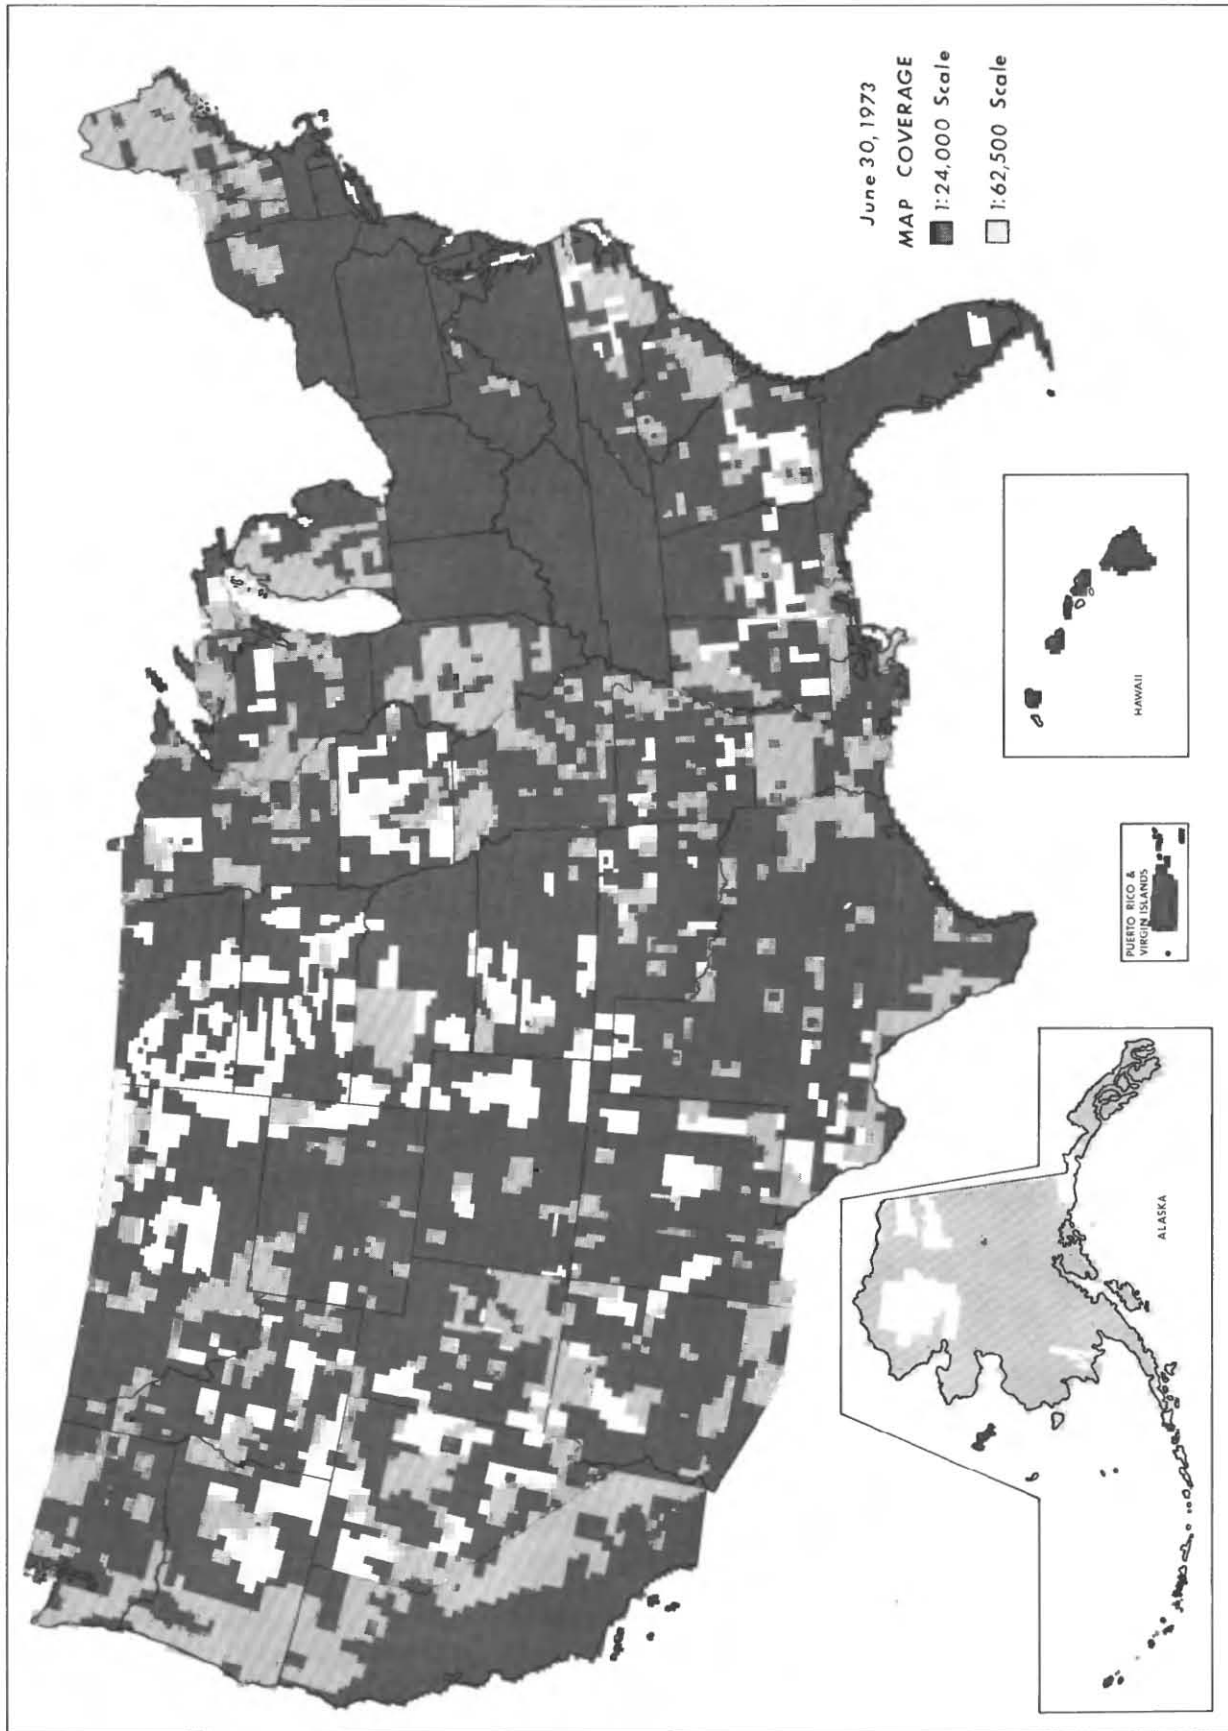 June 30, 1973
MAP COVERAGE
1:24,000 Scale
1:62,500 Scale
HAWAII
PUERTO RICO &
VIRGIN ISLANDS
ALASKA